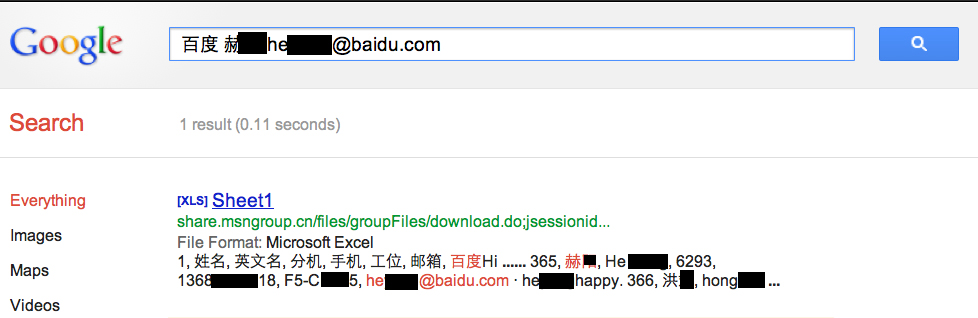 Google
百度 赫 he @baidu.com
Search
1 result (0.11 seconds)
Everything
Images
Maps
Videos
[XLS] Sheet1
share.msngroup.cn/files/groupFiles/download.do;jsessionid...
File Format: Microsoft Excel
1, 姓名, 英文名, 分机, 手机, 工位, 邮箱, 百度Hi ...... 365, 赫 , He , 6293,
1368 18, F5-C 5, he @baidu.com · he happy. 366, 洪 , hong ...